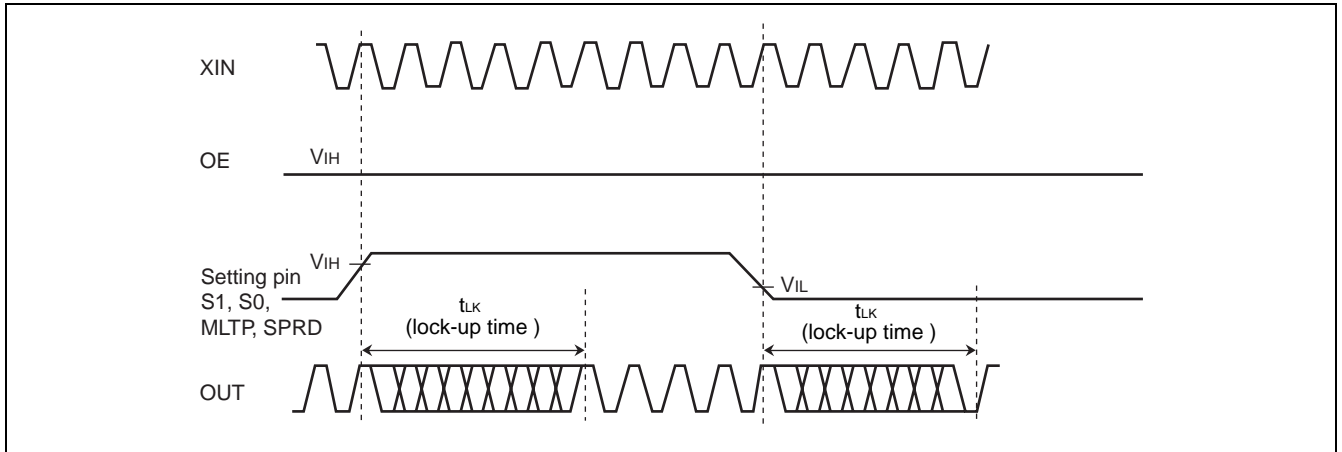 XIN
OE
VIH
VIH
Setting pin
S1, S0,
MLTP, SPRD
VIL
tLK
(lock-up time )
tLK
(lock-up time )
OUT